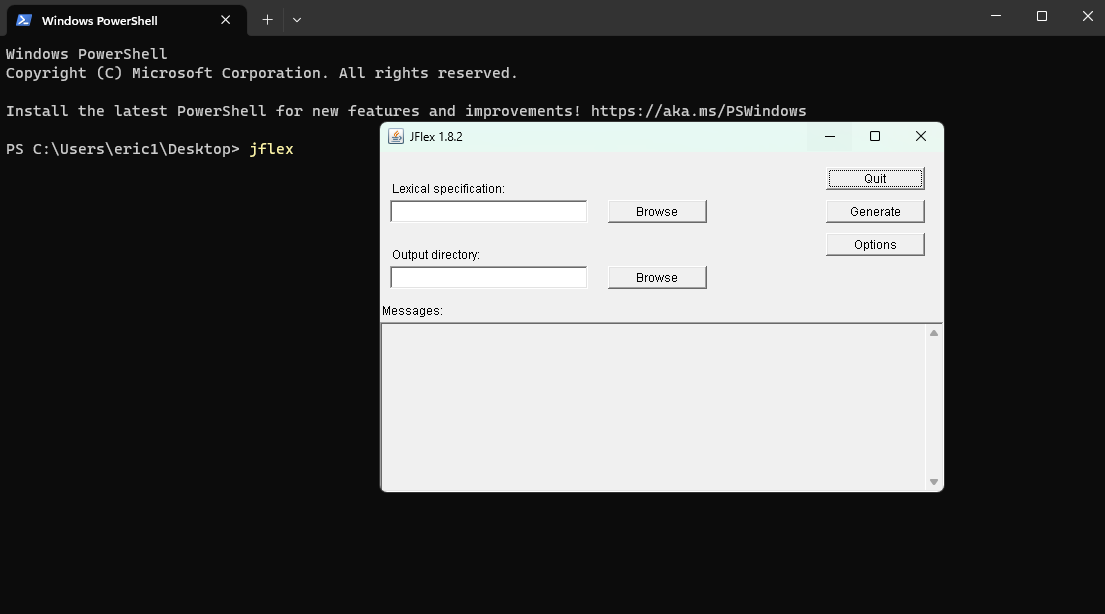 Windows PowerShell
Windows PowerShell
Copyright (C) Microsoft Corporation. All rights reserved.
Install the latest PowerShell for new features and improvements! https://aka.ms/PSWindows
PS C:\Users\eric1\Desktop> jflex
JFlex 1.8.2
Quit
Lexical specification:
Browse
Generate
Options
Output directory:
Browse
Messages: